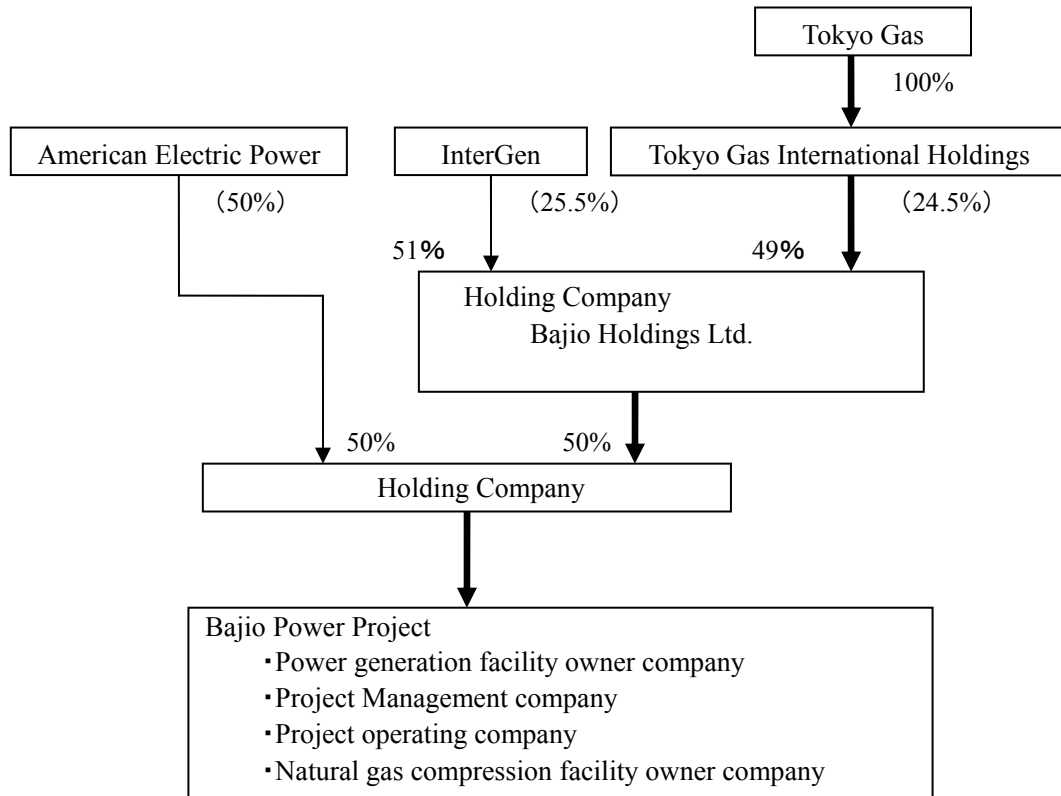 Tokyo Gas
100%
American Electric Power
InterGen
Tokyo Gas International Holdings
(50%)
(25.5%)
(24.5%)
51%
49%
Holding Company
Bajio Holdings Ltd.
50%
50%
Holding Company
Bajio Power Project
・Power generation facility owner company
・Project Management company
・Project operating company
・Natural gas compression facility owner company